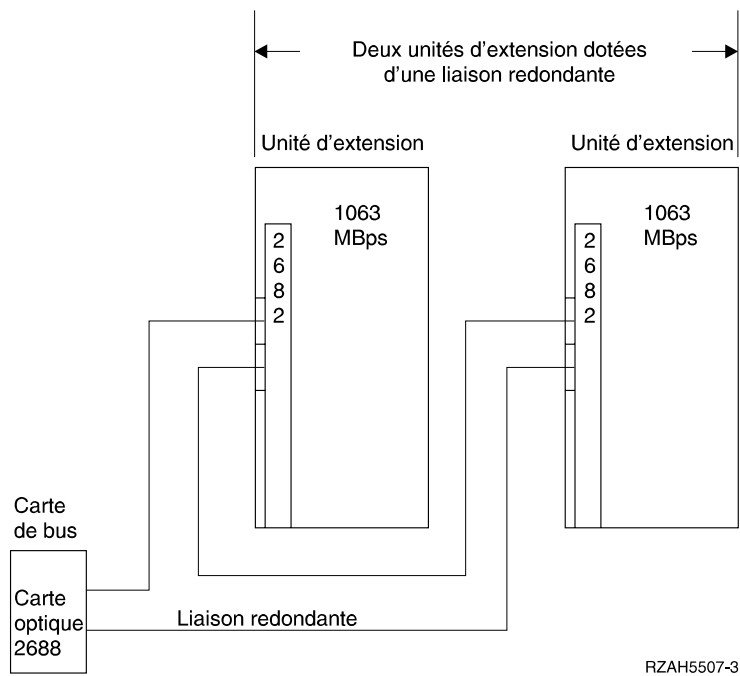 Deux unités d'extension dotées
d'une liaison redondante
Unité d'extension
Unité d'extension
1063
MBps
2
6
8
2
1063
MBps
2
6
8
2
Carte
de bus
Carte
optique
2688
Liaison redondante
RZAH5507-3